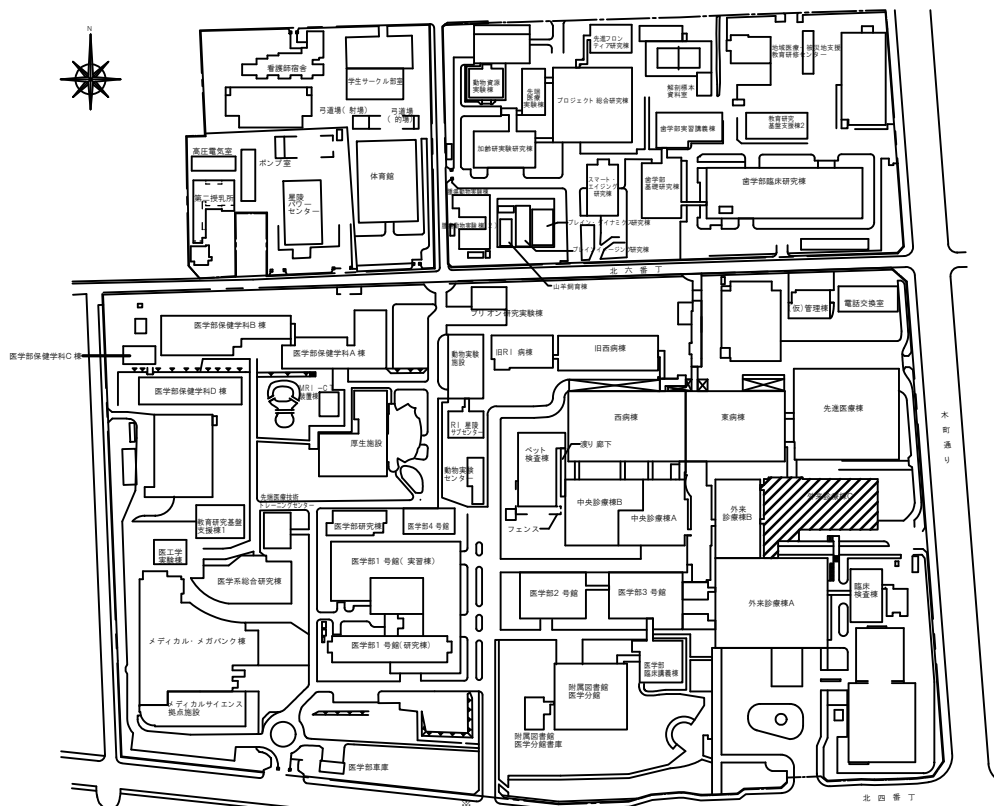 N
看護師宿舎
学生サークル部室
弓道場( 射場)
弓道場
( 的場)
高圧電気室
ポンプ室
体育館
第二授乳所
星陵
パワー
センター
先進フロン
ティア研究棟
動物資源
実験棟
先端
医療
実験棟
プロジェクト 総合研究棟
解剖標本
資料室
地域医療・被災地支援
教育研修センター
教育研究
基盤支援棟2
歯学部実習講義棟
加齢研実験研究棟
スマート・
エイジング
研究棟
歯学部
基礎研究棟
歯学部臨床研究棟
ブレイン・ダイナミクス研究棟
ブレインイメージング研究棟
山羊飼育棟
北 六 番 丁
プリオン研究実験棟
仮) 管理棟
電話交換室
医学部保健学科B 棟
医学部保健学科C 棟
医学部保健学科A 棟
動物実験
施設
旧R I 病棟
旧西病棟
医学部保健学科D 棟
MRI －CT
装置棟
西病棟
東病棟
先進医療棟
木
町
通
り
R I 星陵
サブセンター
厚生施設
ペット
検査棟
渡り 廊下
動物実験
センター
中央診療棟B
中央診療棟A
外来
診療棟B
フェンス
先端医療技術
トレーニングセンター
教育研究基盤
支援棟1
医学部研究棟
医学部4 号館
医工学
実験棟
医学部1 号館( 実習棟)
医学系総合研究棟
医学部2 号館
医学部3 号館
外来診療棟A
臨床
検査棟
メディカル・メガバンク棟
医学部1 号館( 研究棟)
医学部
臨床講義棟
メディカルサイエンス
拠点施設
附属図書館
医学分館
附属図書館
医学分館書庫
医学部車庫
北 四 番 丁